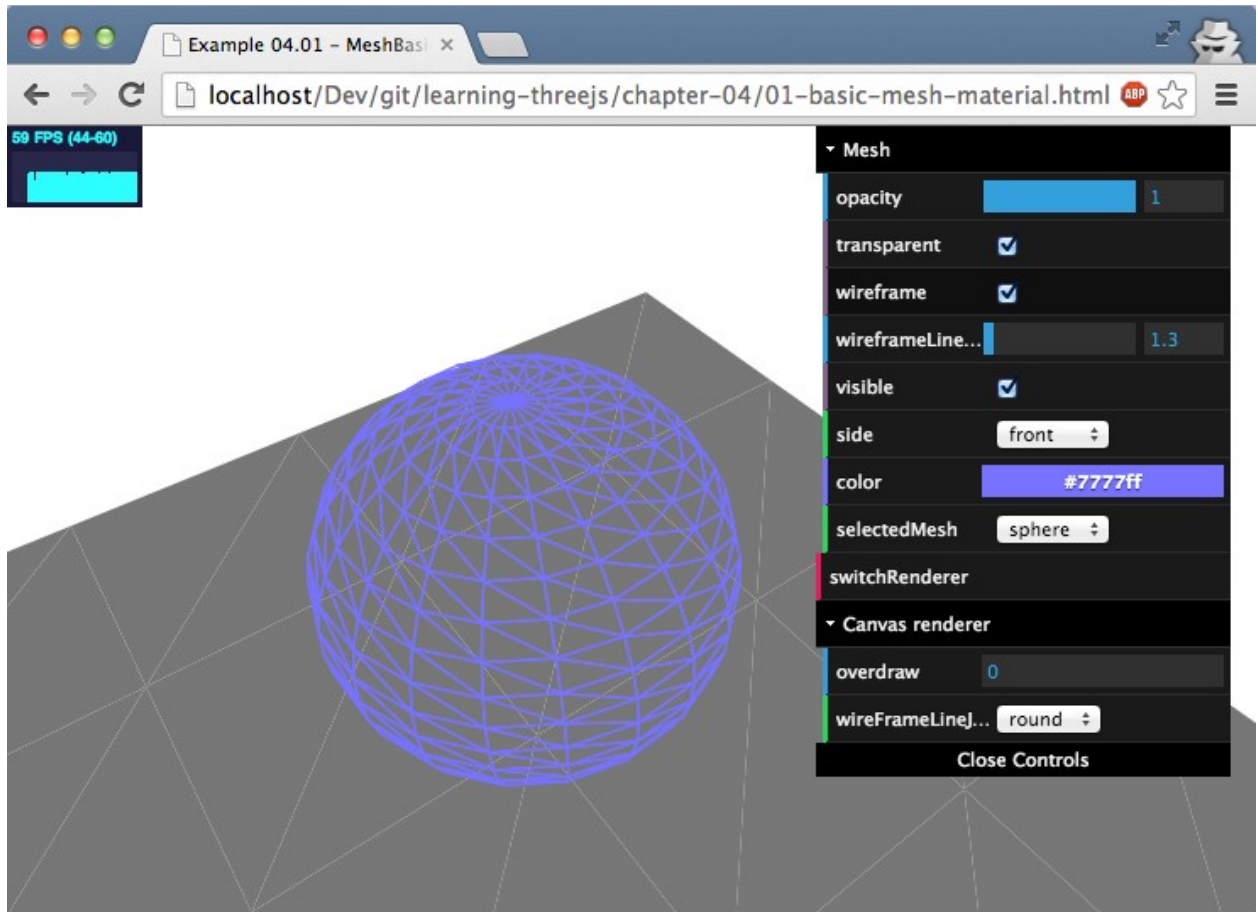 Example 04.01 - MeshBasi
localhost/Dev/git/learning-threejs/chapter-04/01-basic-mesh-material.html
ABP
59 FPS (44-60)
Mesh
opacity 1
transparent
wireframe
wireframeLine... 1.3
visible
side front
color #7777ff
selectedMesh sphere
switchRenderer
Canvas renderer
overdraw 0
wireFrameLineJ... round
Close Controls